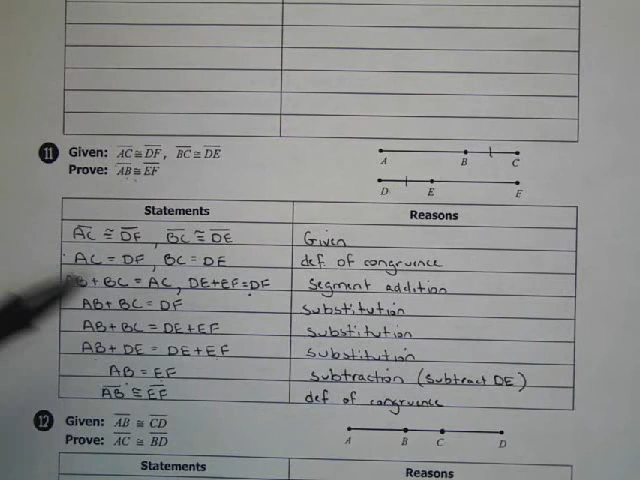 11 Given: AC ≅ DF, BC ≅ DE
Prove: AB ≅ EF
A B C
D E F
Statements Reasons
AC ≅ DF, BC ≅ DE Given
AC = DF, BC = DE def. of congruence
AB + BC = AC, DE + EF = DF segment addition
AB + BC = DF substitution
AB + BC = DE + EF substitution
AB + DE = DE + EF substitution
AB = EF subtraction (subtract DE)
AB ≅ EF def of congruence
12 Given: AB ≅ CD
Prove: AC ≅ BD
A B C D
Statements Reasons